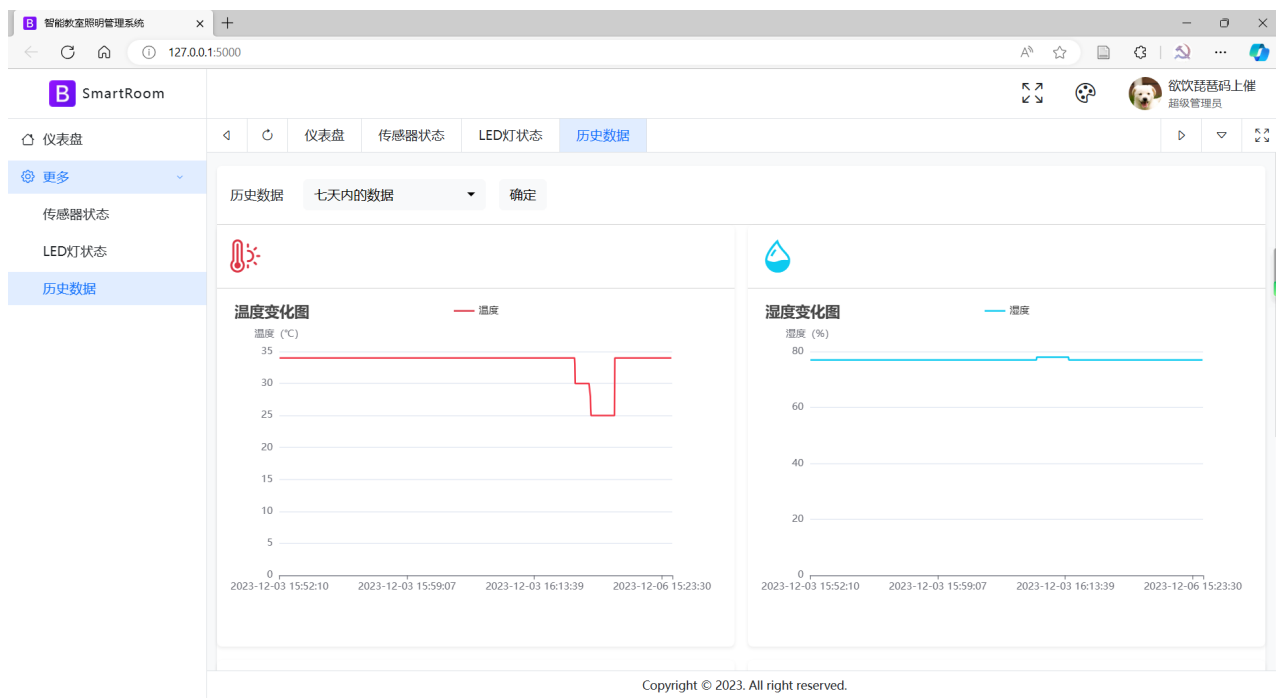 B 智能教室照明管理系统
127.0.0.1:5000
B SmartRoom
欲饮琵琶码上催
超级管理员
仪表盘
仪表盘 传感器状态 LED灯状态 历史数据
更多
传感器状态
LED灯状态
历史数据
历史数据 七天内的数据 确定
温度变化图 温度
温度 (℃)
35
30
25
20
15
10
5
0
2023-12-03 15:52:10 2023-12-03 15:59:07 2023-12-03 16:13:39 2023-12-06 15:23:30
湿度变化图 湿度
湿度 (%)
80
60
40
20
0
2023-12-03 15:52:10 2023-12-03 15:59:07 2023-12-03 16:13:39 2023-12-06 15:23:30
Copyright © 2023. All right reserved.